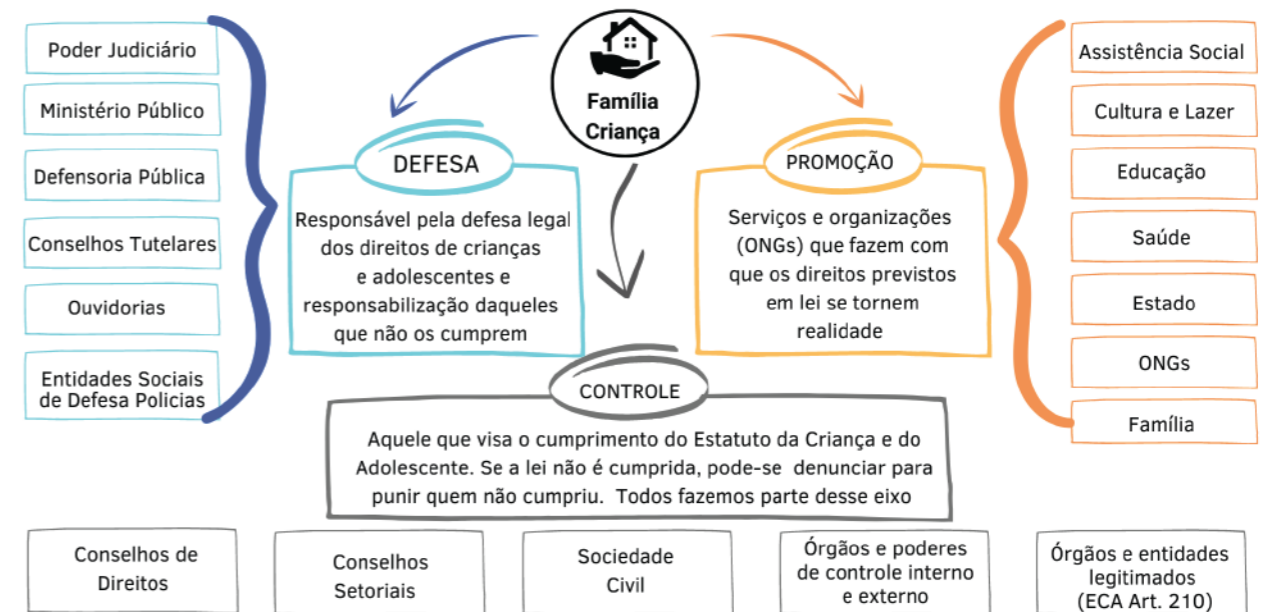 Família
Criança
Poder Judiciário
Ministério Público
Defensoria Pública
Conselhos Tutelares
Ouvidorias
Entidades Sociais
de Defesa Policias
DEFESA
Responsável pela defesa legal
dos direitos de crianças
e adolescentes e
responsabilização daqueles
que não os cumprem
PROMOÇÃO
Serviços e organizações
(ONGs) que fazem com
que os direitos previstos
em lei se tornem
realidade
Assistência Social
Cultura e Lazer
Educação
Saúde
Estado
ONGs
Família
CONTROLE
Aquele que visa o cumprimento do Estatuto da Criança e do
Adolescente. Se a lei não é cumprida, pode-se denunciar para
punir quem não cumpriu. Todos fazemos parte desse eixo
Conselhos de
Direitos
Conselhos
Setoriais
Sociedade
Civil
Órgãos e poderes
de controle interno
e externo
Órgãos e entidades
legitimados
(ECA Art. 210)